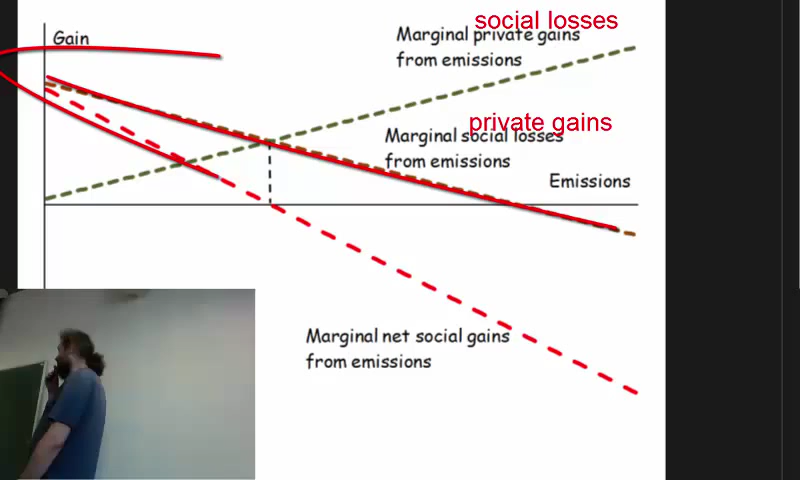 social losses
Gain
Marginal private gains
from emissions
private gains
Marginal social losses
from emissions
Emissions
Marginal net social gains
from emissions